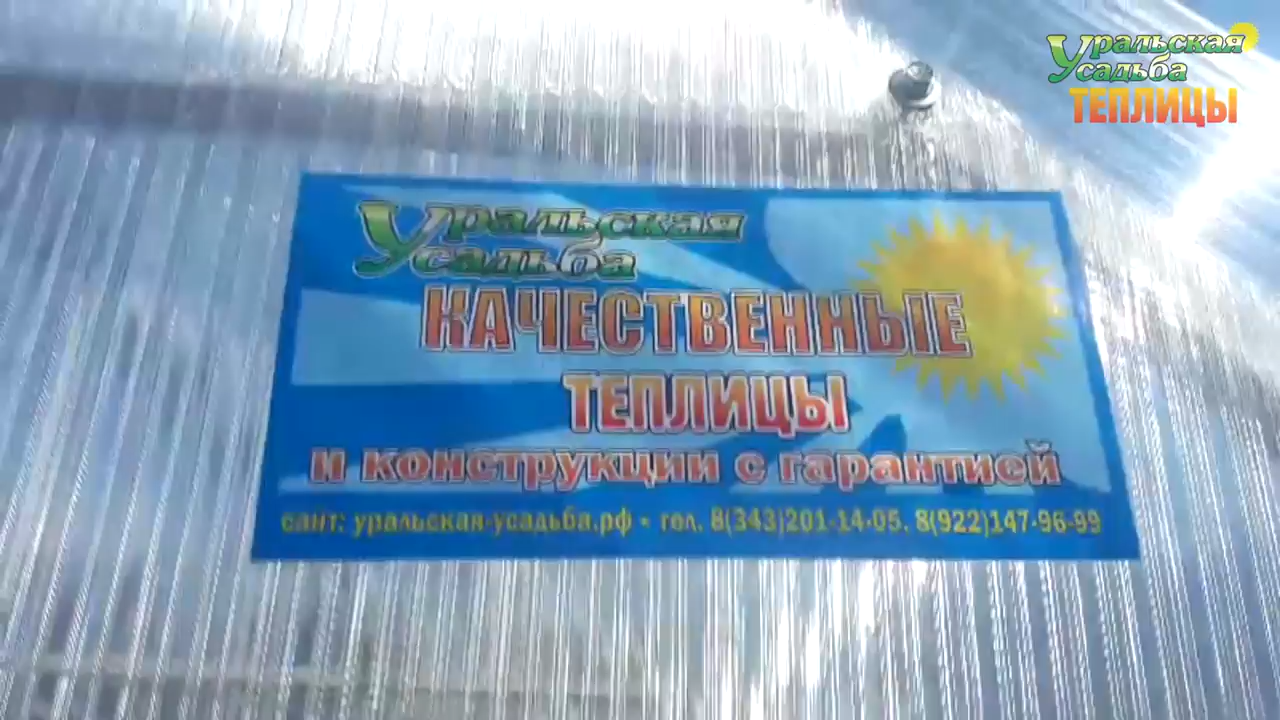 Уральская
Усадьба
ТЕПЛИЦЫ
Уральская
Усадьба
КАЧЕСТВЕННЫЕ
ТЕПЛИЦЫ
и конструкции с гарантией
сайт: уральская-усадьба.рф • тел. 8(343)201-14-05, 8(922)147-96-99